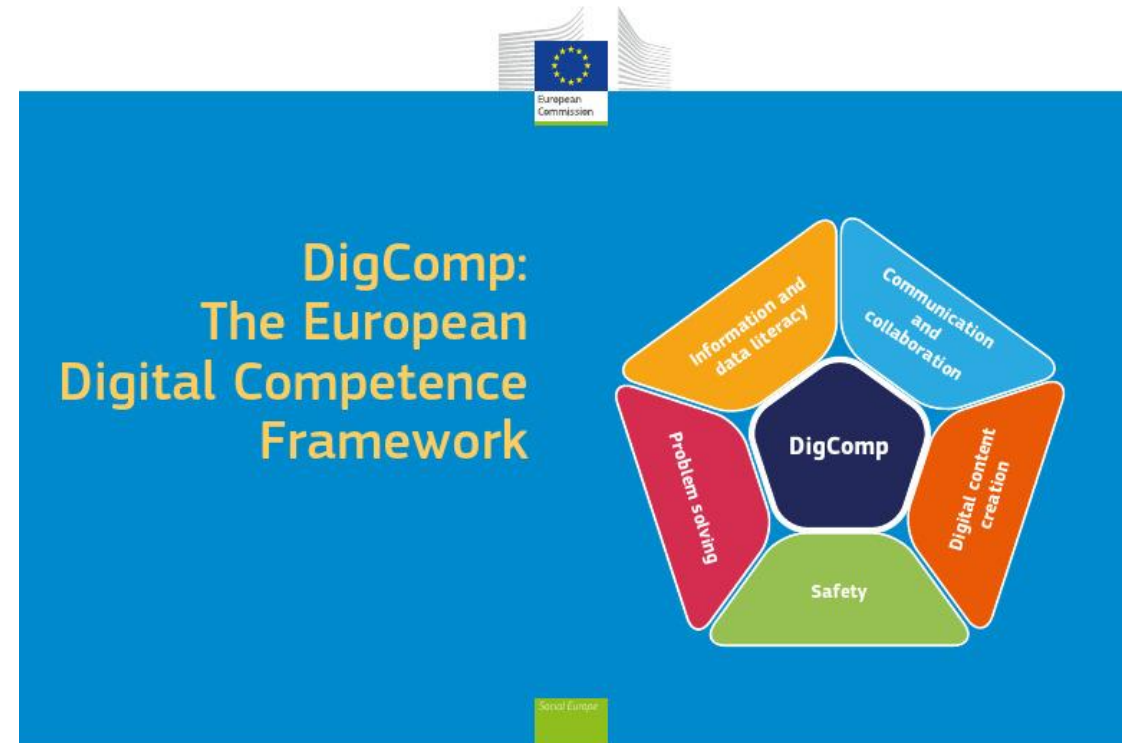 European
Commission
DigComp:
The European
Digital Competence
Framework
Information and
data literacy
Communication
and
collaboration
Problem solving
DigComp
Digital content
creation
Safety
Social Europe